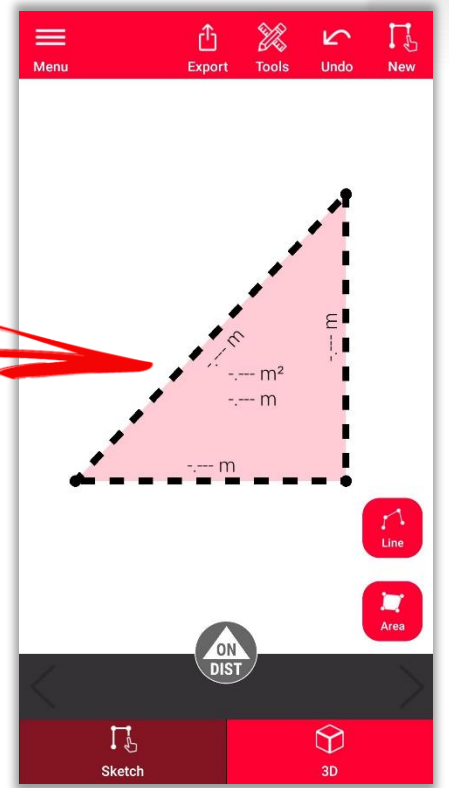 Menu
Export
Tools
Undo
New
-.--- m
-.--- m
-.--- m²
-.--- m
-.--- m
Line
Area
ON
DIST
Sketch
3D